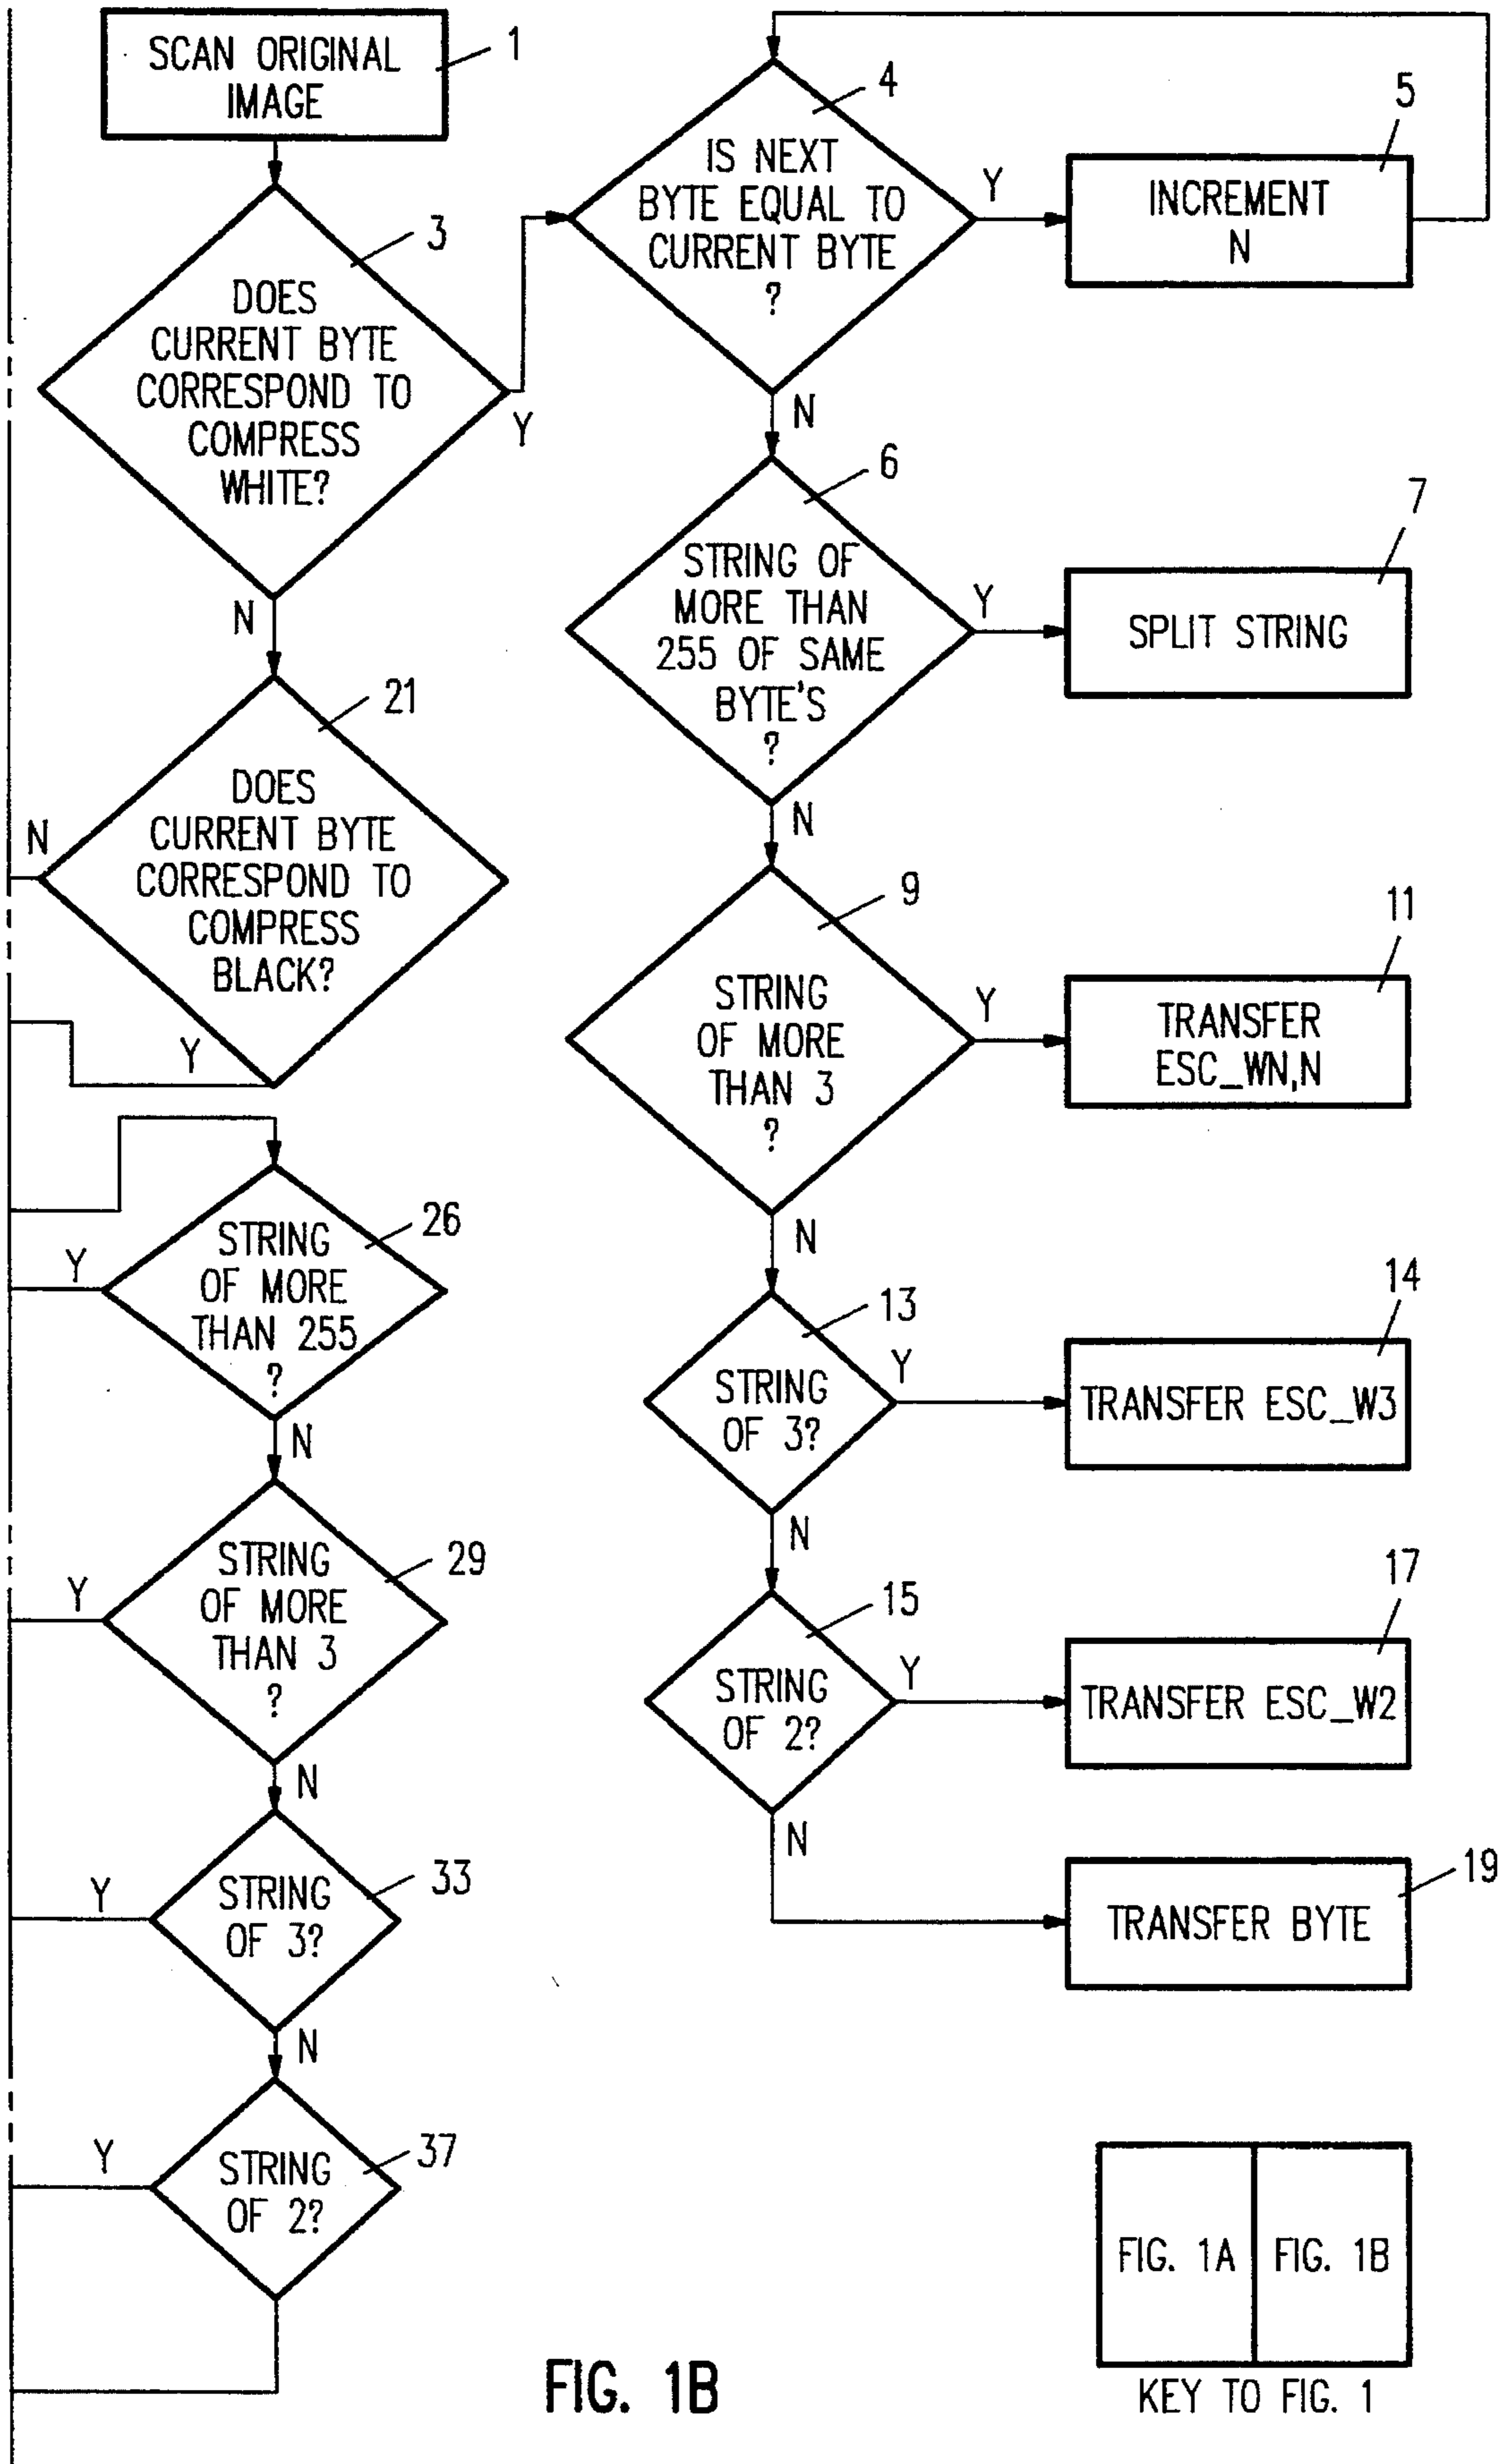 SCAN ORIGINAL
IMAGE
1
3
DOES
CURRENT BYTE
CORRESPOND TO
COMPRESS
WHITE?
Y
N
21
DOES
CURRENT BYTE
CORRESPOND TO
COMPRESS
BLACK?
N
Y
26
STRING
OF MORE
THAN 255
?
Y
N
29
STRING
OF MORE
THAN 3
?
Y
N
33
STRING
OF 3?
Y
N
37
STRING
OF 2?
Y
4
IS NEXT
BYTE EQUAL TO
CURRENT BYTE
?
Y
N
5
INCREMENT
N
6
STRING OF
MORE THAN
255 OF SAME
BYTE'S
?
Y
N
7
SPLIT STRING
9
STRING
OF MORE
THAN 3
?
Y
N
11
TRANSFER
ESC_WN,N
13
STRING
OF 3?
Y
N
14
TRANSFER ESC_W3
15
STRING
OF 2?
Y
N
17
TRANSFER ESC_W2
19
TRANSFER BYTE
FIG. 1A
FIG. 1B
KEY TO FIG. 1
FIG. 1B